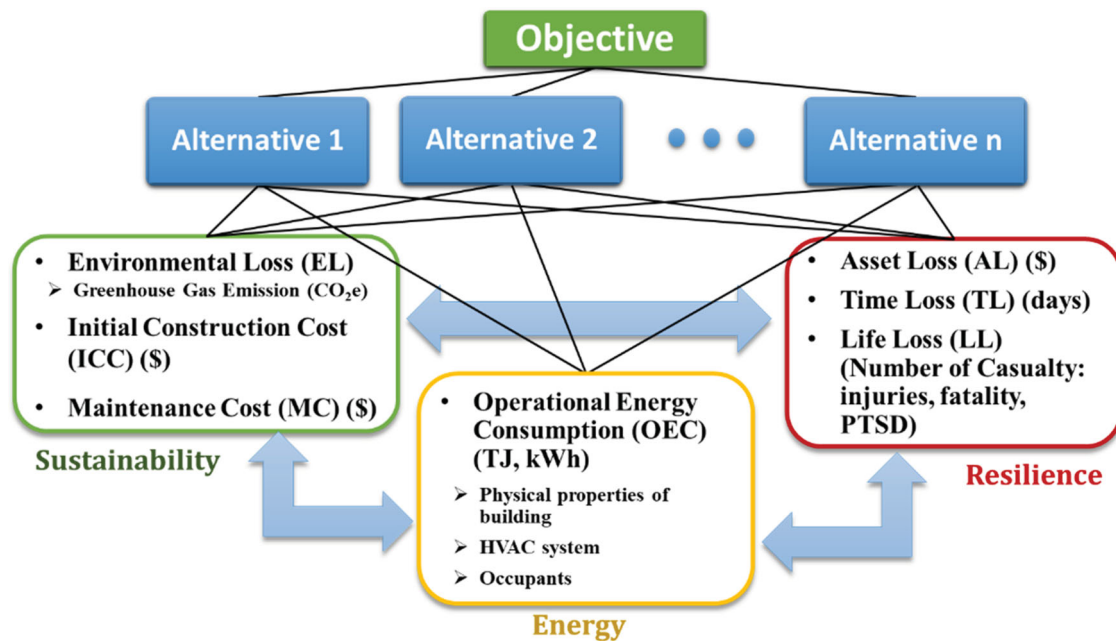 Objective
Alternative 1
Alternative 2
Alternative n
• Environmental Loss (EL)
➢ Greenhouse Gas Emission (CO₂e)
• Initial Construction Cost
(ICC) ($)
• Maintenance Cost (MC) ($)
Sustainability
• Operational Energy
Consumption (OEC)
(TJ, kWh)
➢ Physical properties of
building
➢ HVAC system
➢ Occupants
Energy
• Asset Loss (AL) ($)
• Time Loss (TL) (days)
• Life Loss (LL)
(Number of Casualty:
injuries, fatality,
PTSD)
Resilience